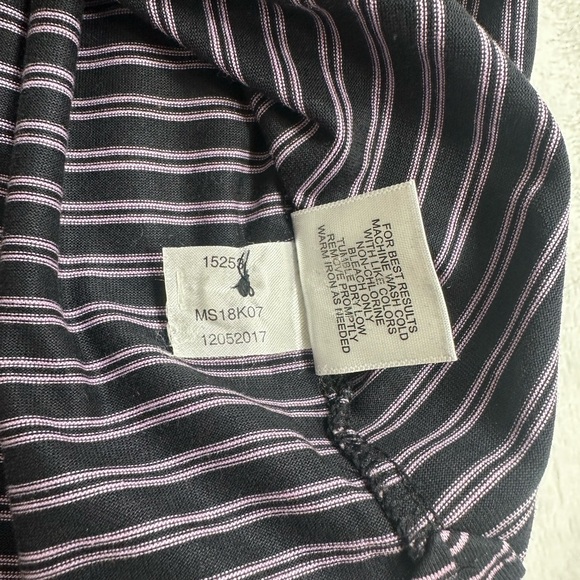 15258
MS18K07
12052017
FOR BEST RESULTS
MACHINE WASH COLD
WITH LIKE COLORS
NON-CHLORINE
BLEACH ONLY
TUMBLE DRY LOW
REMOVE PROMPTLY
WARM IRON AS NEEDED